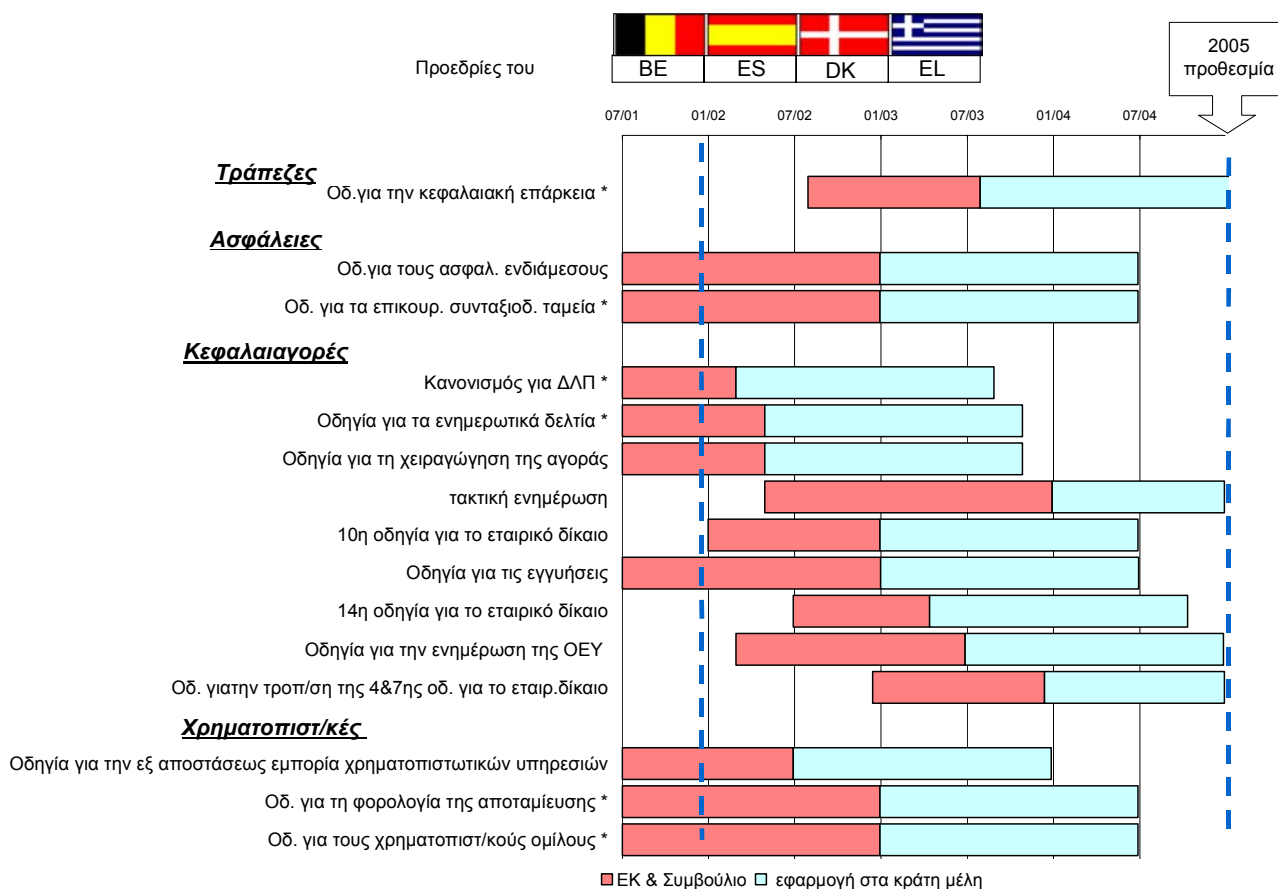 2005
προθεσμία
Προεδρίες του
BE ES DK EL
07/01 01/02 07/02 01/03 07/03 01/04 07/04
Τράπεζες
Οδ.για την κεφαλαιακή επάρκεια *
Ασφάλειες
Οδ.για τους ασφαλ. ενδιάμεσους
Οδ. για τα επικουρ. συνταξιοδ. ταμεία *
Κεφαλαιαγορές
Κανονισμός για ΔΛΠ *
Οδηγία για τα ενημερωτικά δελτία *
Οδηγία για τη χειραγώγηση της αγοράς
τακτική ενημέρωση
10η οδηγία για το εταιρικό δίκαιο
Οδηγία για τις εγγυήσεις
14η οδηγία για το εταιρικό δίκαιο
Οδηγία για την ενημέρωση της ΟΕΥ
Οδ. γιατην τροπ/ση της 4&7ης οδ. για το εταιρ.δίκαιο
Χρηματοπιστ/κές
Οδηγία για την εξ αποστάσεως εμπορία χρηματοπιστωτικών υπηρεσιών
Οδ. για τη φορολογία της αποταμίευσης *
Οδ. για τους χρηματοπιστ/κούς ομίλους *
ΕΚ & Συμβούλιο εφαρμογή στα κράτη μέλη